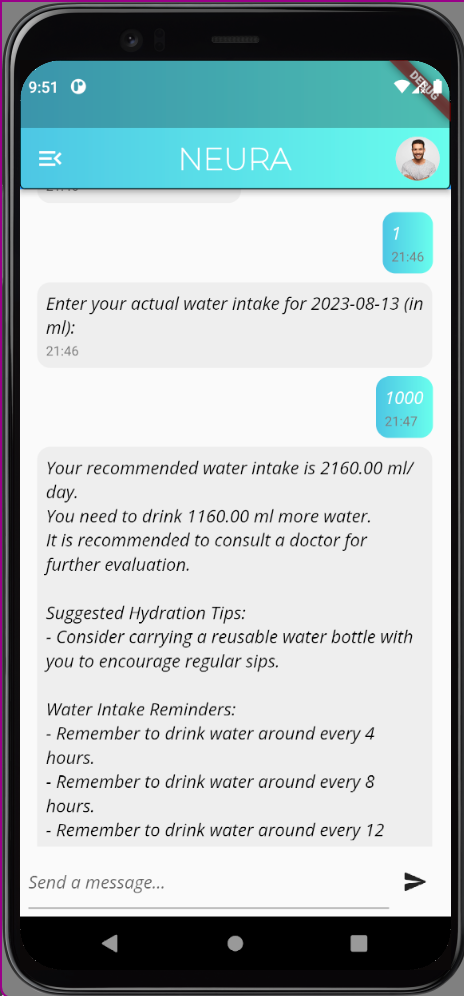 9:51
DEBUG
NEURA
1
21:46
Enter your actual water intake for 2023-08-13 (in
ml):
21:46
1000
21:47
Your recommended water intake is 2160.00 ml/
day.
You need to drink 1160.00 ml more water.
It is recommended to consult a doctor for
further evaluation.
Suggested Hydration Tips:
- Consider carrying a reusable water bottle with
you to encourage regular sips.
Water Intake Reminders:
- Remember to drink water around every 4
hours.
- Remember to drink water around every 8
hours.
- Remember to drink water around every 12
Send a message...